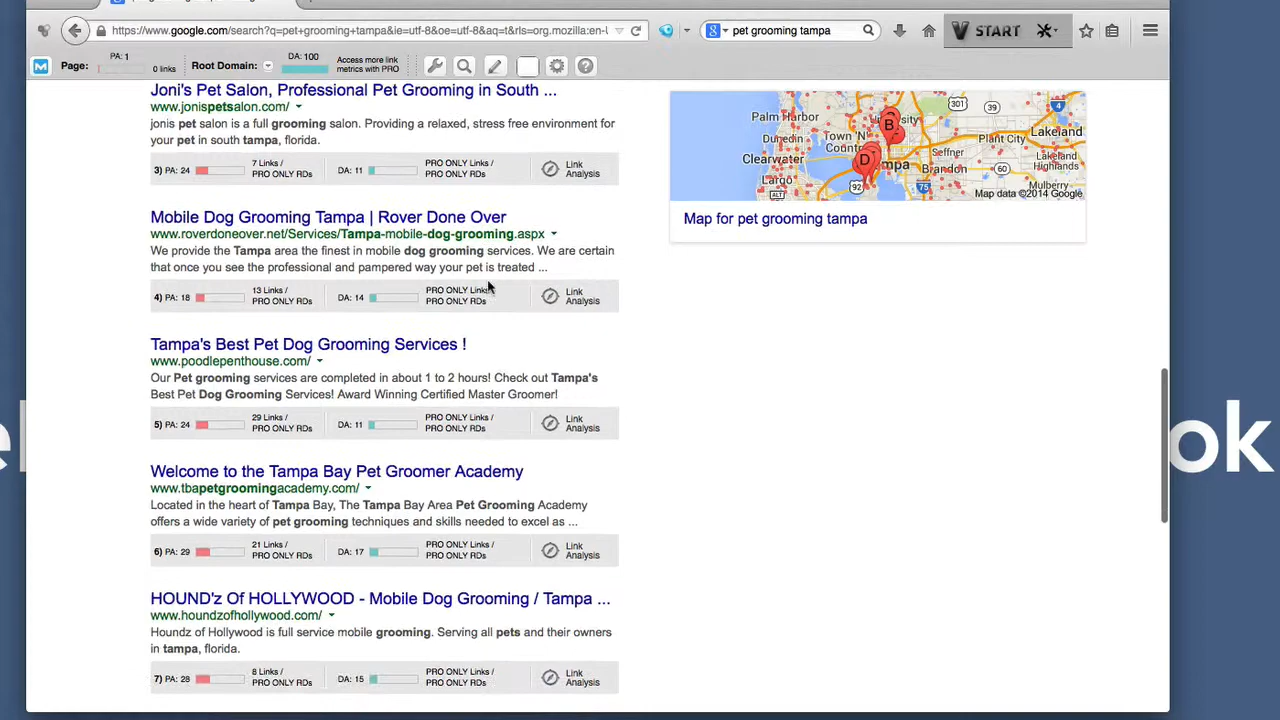 https://www.google.com/search?q=pet+grooming+tampa&ie=utf-8&oe=utf-8&aq=t&rls=org.mozilla:en-U
pet grooming tampa
START
Page:
PA: 1
0 links
Root Domain:
DA: 100
Access more link
metrics with PRO
Joni's Pet Salon, Professional Pet Grooming in South ...
www.jonispetsalon.com/
jonis pet salon is a full grooming salon. Providing a relaxed, stress free environment for
your pet in south tampa, florida.
3) PA: 24
7 Links /
PRO ONLY RDs
DA: 11
PRO ONLY Links /
PRO ONLY RDs
Link
Analysis
Mobile Dog Grooming Tampa | Rover Done Over
www.roverdoneover.net/Services/Tampa-mobile-dog-grooming.aspx
We provide the Tampa area the finest in mobile dog grooming services. We are certain
that once you see the professional and pampered way your pet is treated ...
4) PA: 18
13 Links /
PRO ONLY RDs
DA: 14
PRO ONLY Links
PRO ONLY RDs
Link
Analysis
Tampa's Best Pet Dog Grooming Services !
www.poodlepenthouse.com/
Our Pet grooming services are completed in about 1 to 2 hours! Check out Tampa's
Best Pet Dog Grooming Services! Award Winning Certified Master Groomer!
5) PA: 24
29 Links /
PRO ONLY RDs
DA: 11
PRO ONLY Links /
PRO ONLY RDs
Link
Analysis
Welcome to the Tampa Bay Pet Groomer Academy
www.tbapetgroomingacademy.com/
Located in the heart of Tampa Bay, The Tampa Bay Area Pet Grooming Academy
offers a wide variety of pet grooming techniques and skills needed to excel as ...
6) PA: 29
21 Links /
PRO ONLY RDs
DA: 17
PRO ONLY Links /
PRO ONLY RDs
Link
Analysis
HOUND'z Of HOLLYWOOD - Mobile Dog Grooming / Tampa ...
www.houndzofhollywood.com/
Houndz of Hollywood is full service mobile grooming. Serving all pets and their owners
in tampa, florida.
7) PA: 28
8 Links /
PRO ONLY RDs
DA: 15
PRO ONLY Links /
PRO ONLY RDs
Link
Analysis
301
39
4
Palm Harbor
Dunedin
Town 'N'
Plant City
Lakeland
Clearwater
Seffner
Brandon
60
Lakeland
Highlands
Largo
92
75
Mulberry
ALT
B
D
Map data ©2014 Google
Map for pet grooming tampa
ok